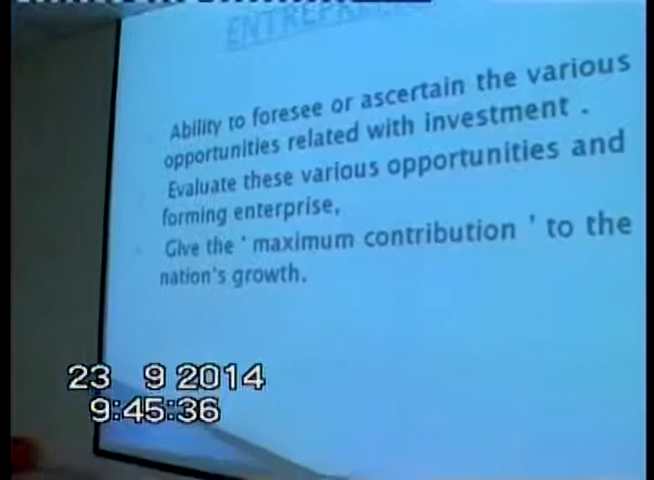 Ability to foresee or ascertain the various
opportunities related with investment .
Evaluate these various opportunities and
forming enterprise,
Give the ' maximum contribution ' to the
nation's growth.
23 9 2014
9:45:36